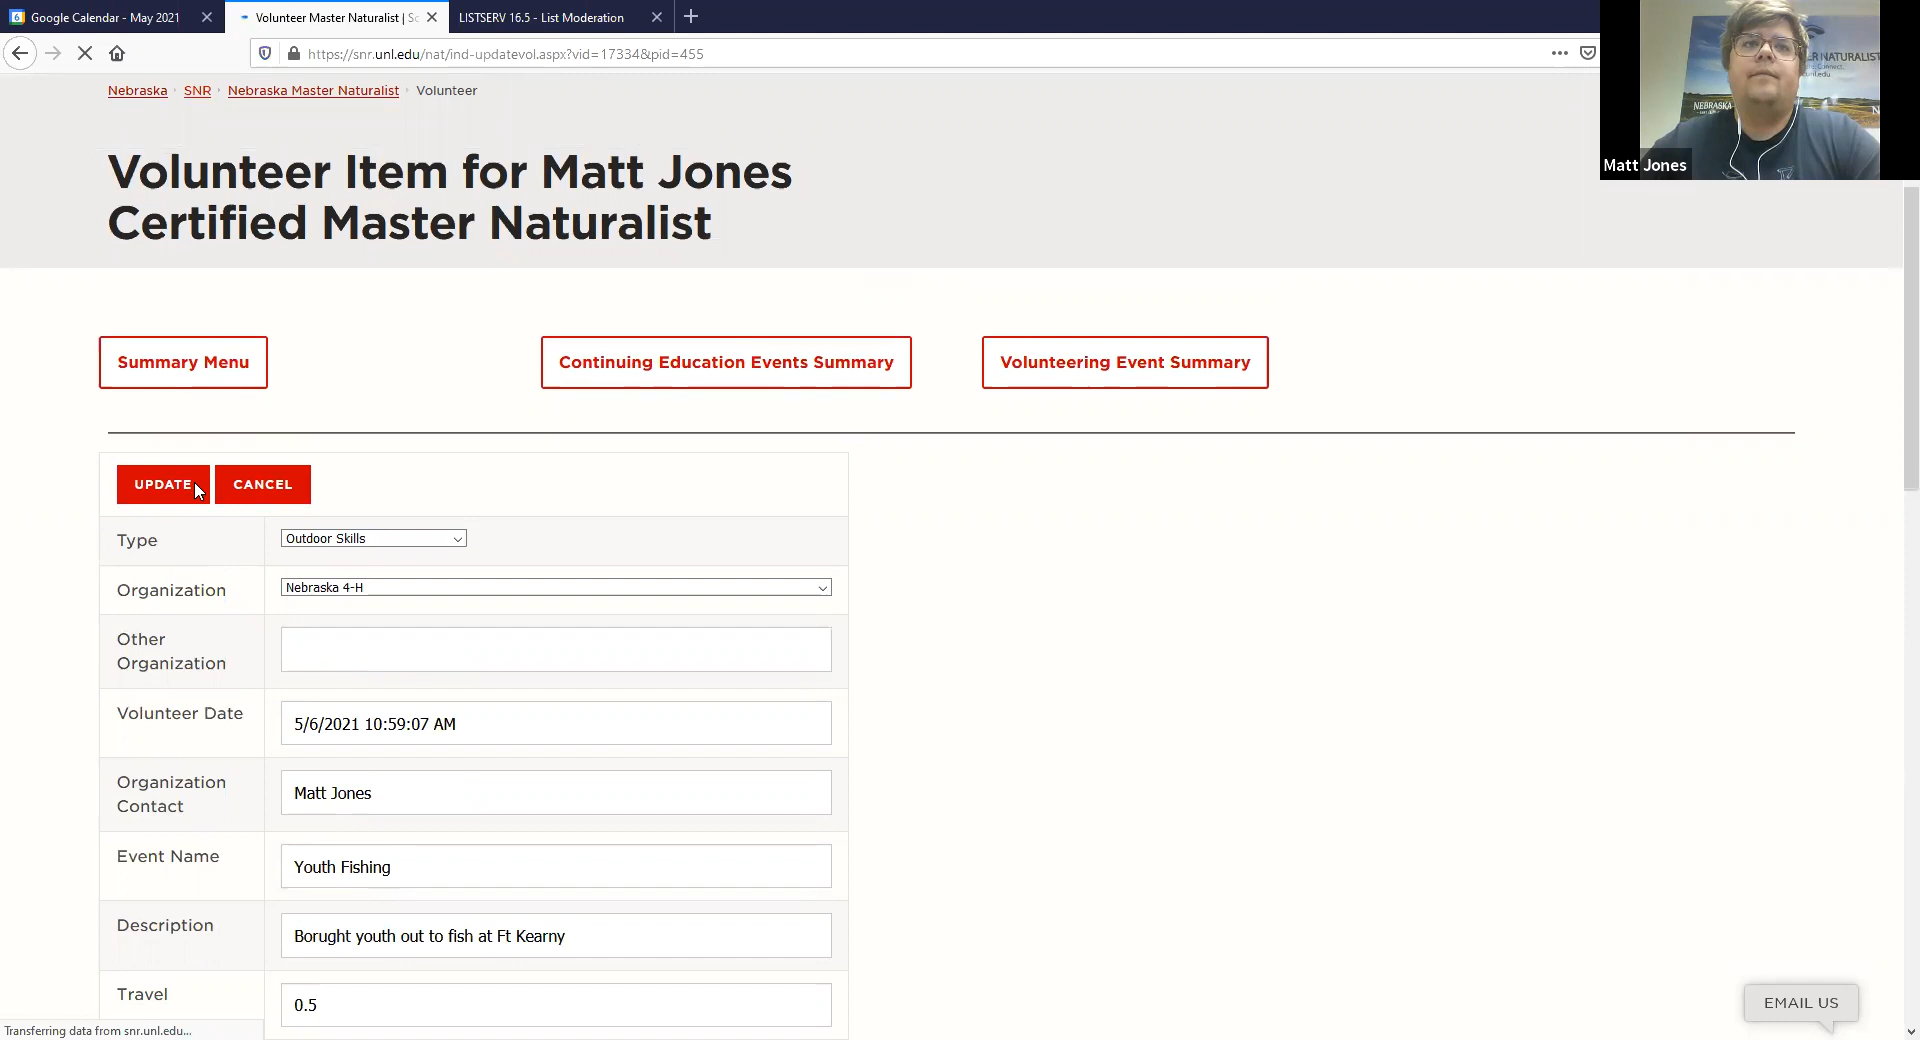 Google Calendar - May 2021
Volunteer Master Naturalist | Sc
LISTSERV 16.5 - List Moderation
https://snr.unl.edu/nat/ind-updatevol.aspx?vid=17334&pid=455
Nebraska SNR Nebraska Master Naturalist Volunteer
Volunteer Item for Matt Jones
Certified Master Naturalist
NEBRASKA
Matt Jones
Summary Menu
Continuing Education Events Summary
Volunteering Event Summary
UPDATE CANCEL
Type Outdoor Skills
Organization Nebraska 4-H
Other
Organization
Volunteer Date 5/6/2021 10:59:07 AM
Organization
Contact
Matt Jones
Event Name Youth Fishing
Description Borught youth out to fish at Ft Kearny
Travel 0.5
EMAIL US
Transferring data from snr.unl.edu...